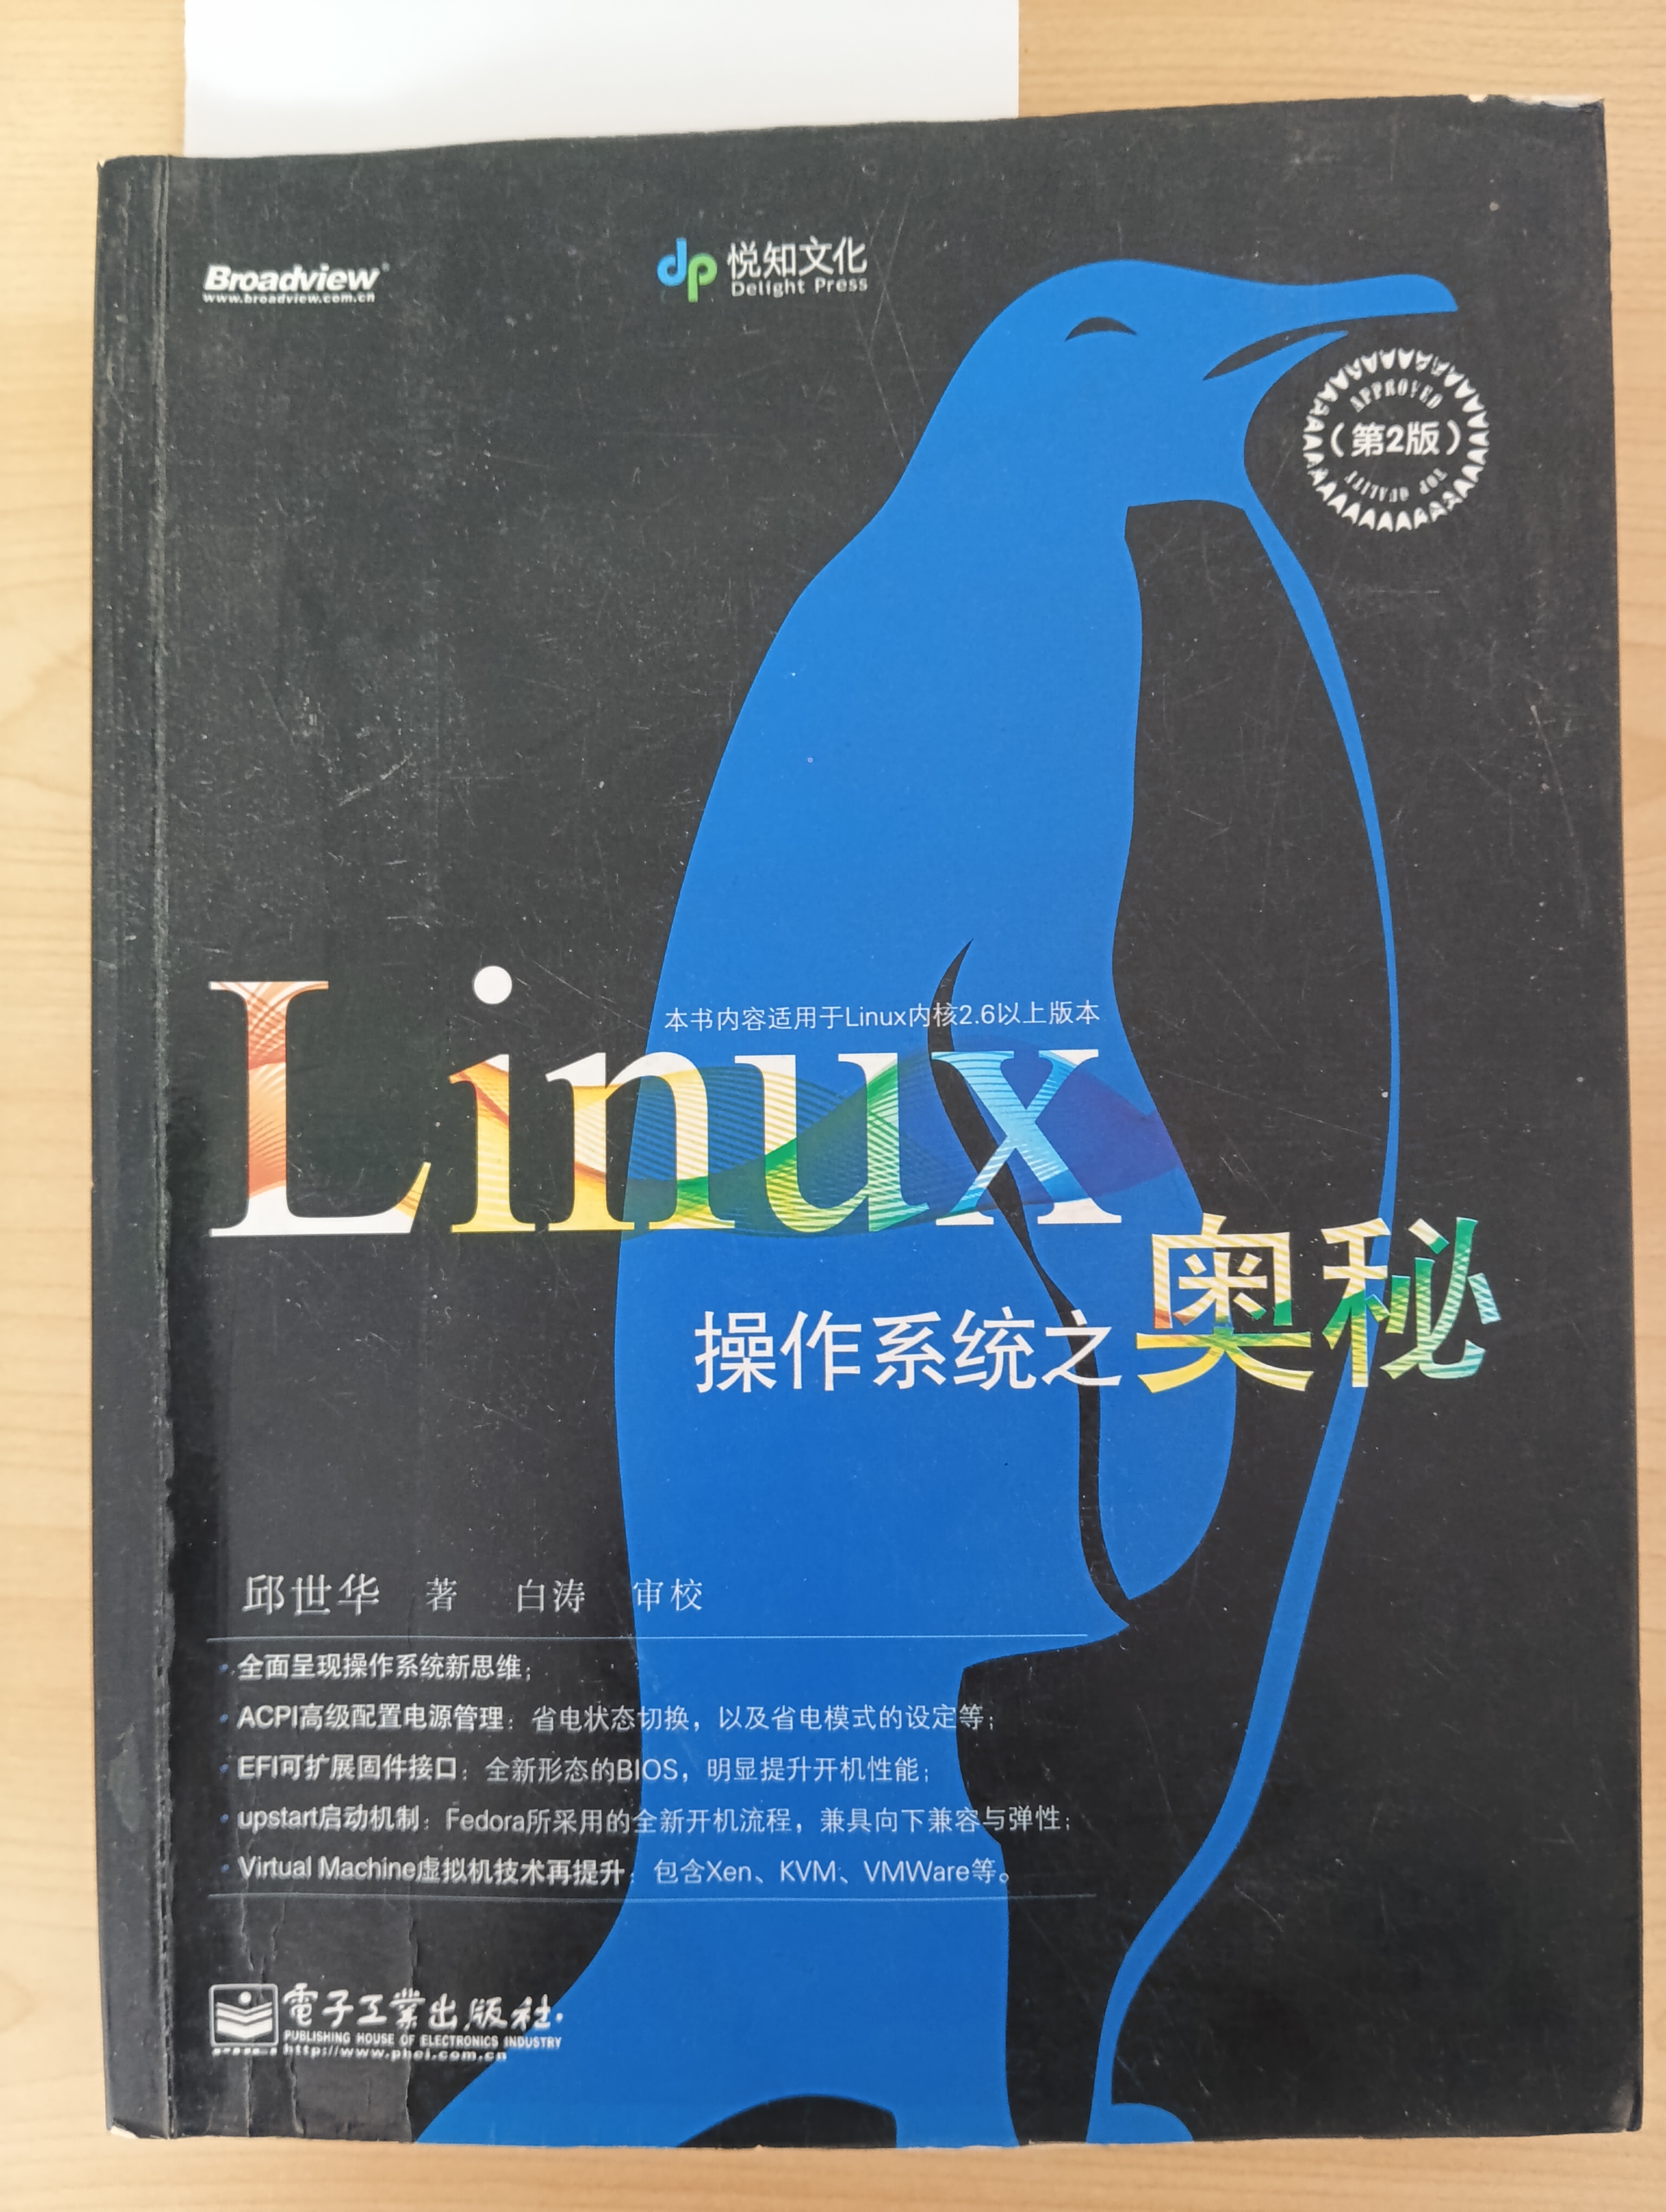 Broadview
www.broadview.com.cn
dp 悦知文化
Delight Press
APPROVED
（第2版）
TOP QUALITY
本书内容适用于Linux内核2.6以上版本
Linux
操作系统之奥秘
邱世华 著 白涛 审校
·全面呈现操作系统新思维；
·ACPI高级配置电源管理：省电状态切换，以及省电模式的设定等；
·EFI可扩展固件接口：全新形态的BIOS，明显提升开机性能；
·upstart启动机制：Fedora所采用的全新开机流程，兼具向下兼容与弹性；
·Virtual Machine虚拟机技术再提升：包含Xen、KVM、VMWare等。
電子工業出版社.
PUBLISHING HOUSE OF ELECTRONICS INDUSTRY
http://www.phei.com.cn